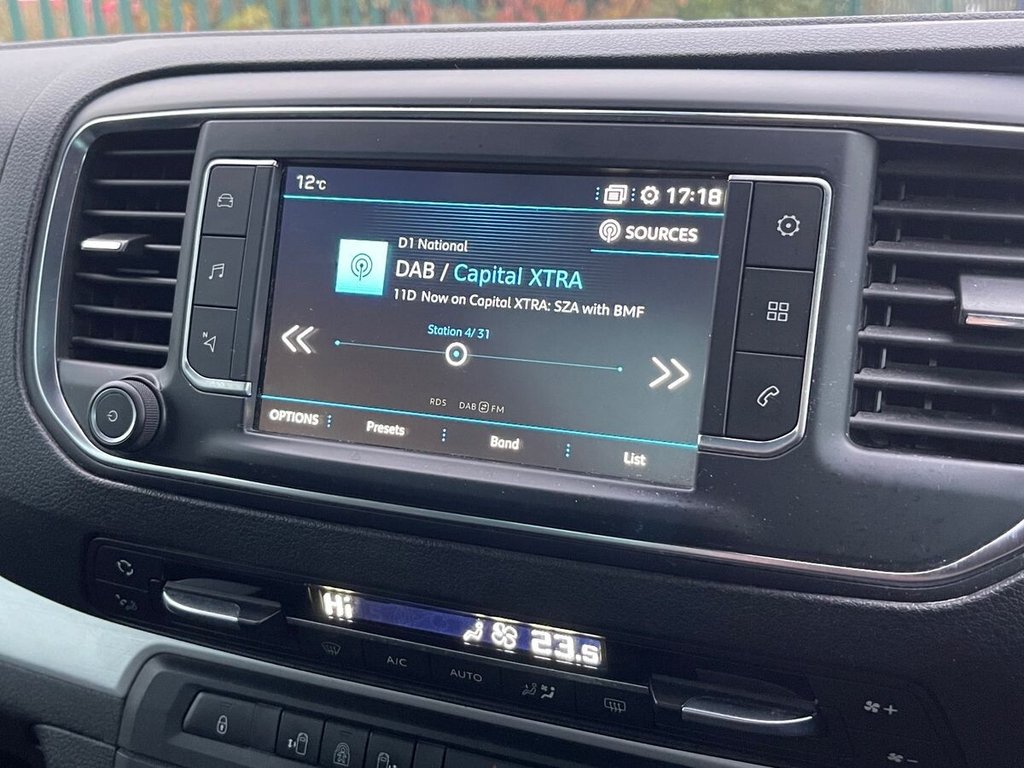 12°C
17:18
SOURCES
D1 National
DAB / Capital XTRA
11D Now on Capital XTRA: SZA with BMF
Station 4/31
RDS DAB FM
OPTIONS Presets Band List
N
Hi 23.5
A/C
AUTO